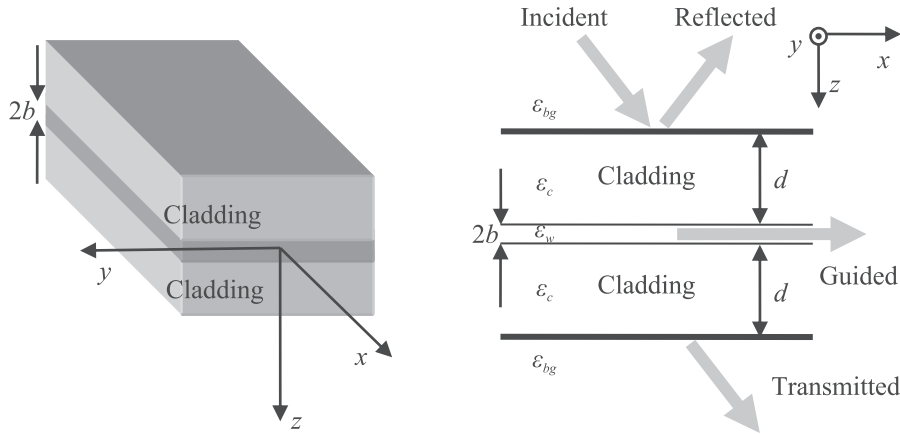 2b
Cladding
Cladding
y
x
z
Incident
Reflected
y
x
z
ε_bg
ε_c
Cladding
d
2b
ε_w
Guided
ε_c
Cladding
d
ε_bg
Transmitted